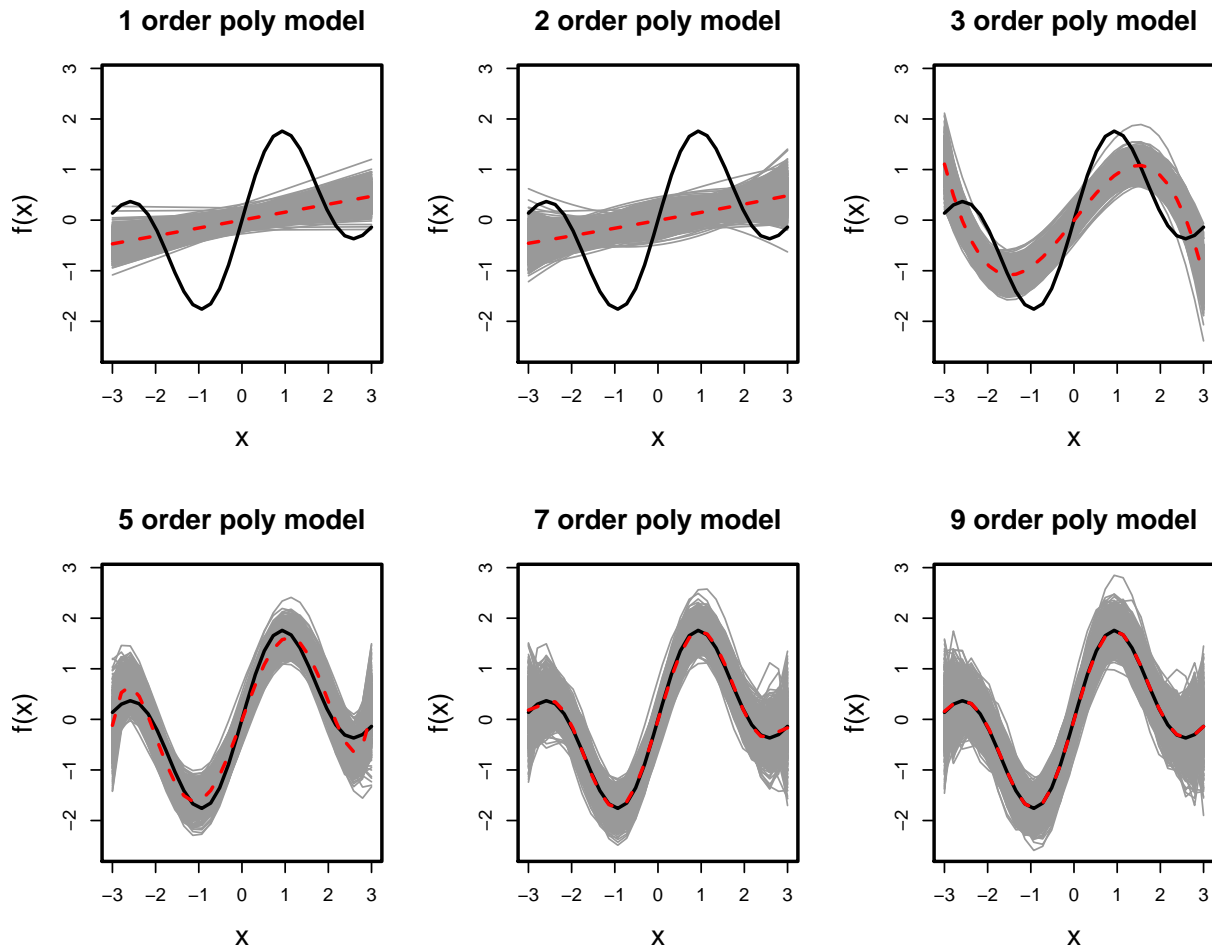 1 order poly model
2 order poly model
3 order poly model
f(x)
3
2
1
0
−1
−2
−3 −2 −1 0 1 2 3
x
f(x)
3
2
1
0
−1
−2
−3 −2 −1 0 1 2 3
x
f(x)
3
2
1
0
−1
−2
−3 −2 −1 0 1 2 3
x
5 order poly model
7 order poly model
9 order poly model
f(x)
3
2
1
0
−1
−2
−3 −2 −1 0 1 2 3
x
f(x)
3
2
1
0
−1
−2
−3 −2 −1 0 1 2 3
x
f(x)
3
2
1
0
−1
−2
−3 −2 −1 0 1 2 3
x